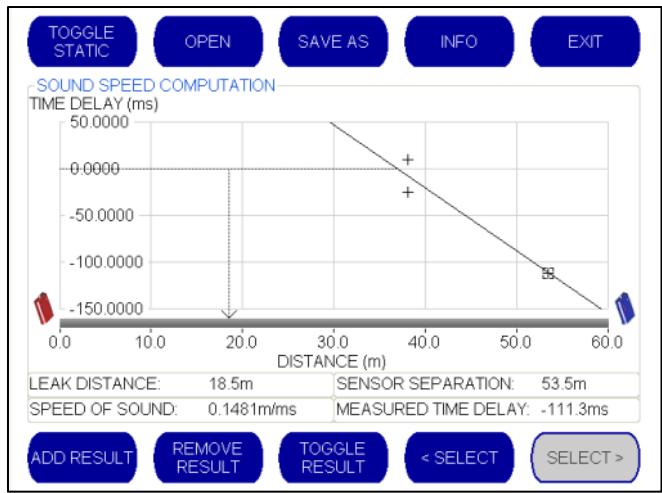 TOGGLE STATIC
OPEN
SAVE AS
INFO
EXIT
SOUND SPEED COMPUTATION
TIME DELAY (ms)
50.0000
0.0000
-50.0000
-100.0000
-150.0000
0.0 10.0 20.0 30.0 40.0 50.0 60.0
DISTANCE (m)
LEAK DISTANCE: 18.5m SENSOR SEPARATION: 53.5m
SPEED OF SOUND: 0.1481m/ms MEASURED TIME DELAY: -111.3ms
ADD RESULT
REMOVE RESULT
TOGGLE RESULT
< SELECT
SELECT >